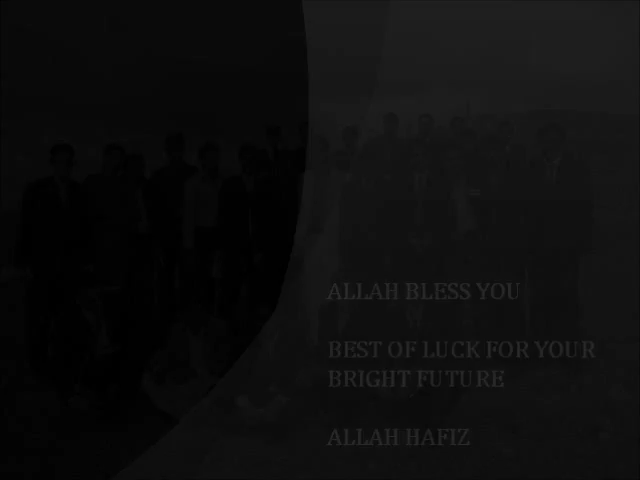 ALLAH BLESS YOU
BEST OF LUCK FOR YOUR
BRIGHT FUTURE
ALLAH HAFIZ